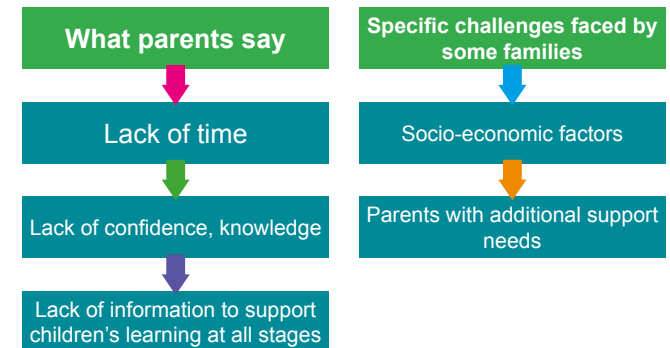 What parents say
Lack of time
Lack of confidence, knowledge
Lack of information to support
children’s learning at all stages
Specific challenges faced by
some families
Socio-economic factors
Parents with additional support
needs